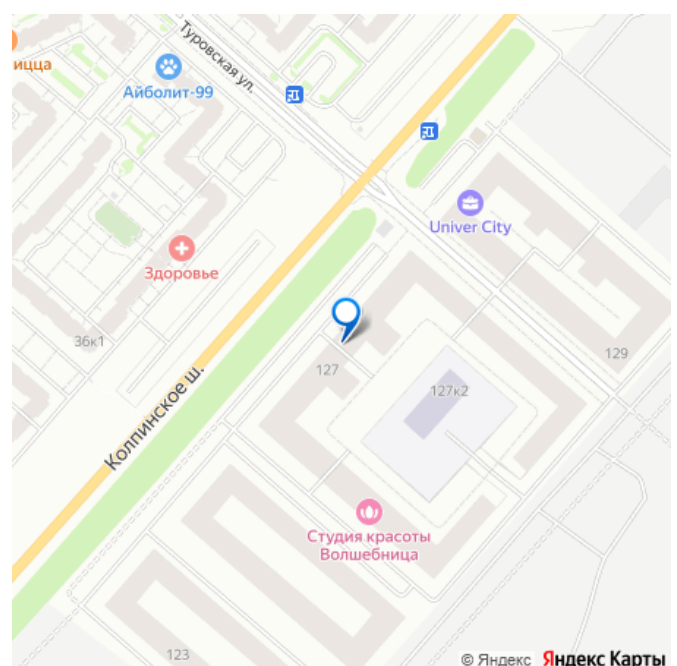 Туровская ул.
ицца
Айболит-99
Univer City
Здоровье
36к1
129
127
127к2
Колпинское ш.
Студия красоты
Волшебница
123
© Яндекс Яндекс Карты